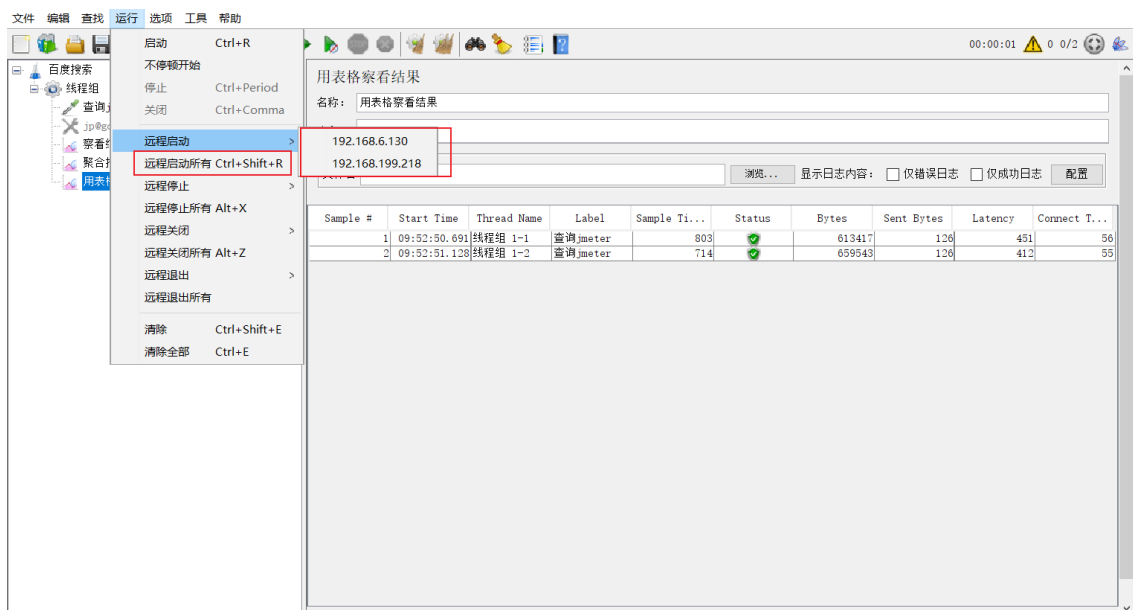 文件 编辑 查找 运行 选项 工具 帮助
00:00:01 0 0/2
百度搜索
线程组
查询j
jp@go
察看结
聚合报
用表格
启动 Ctrl+R
不停顿开始
停止 Ctrl+Period
关闭 Ctrl+Comma
远程启动 >
远程启动所有 Ctrl+Shift+R
远程停止 >
远程停止所有 Alt+X
远程关闭 >
远程关闭所有 Alt+Z
远程退出 >
远程退出所有
清除 Ctrl+Shift+E
清除全部 Ctrl+E
192.168.6.130
192.168.199.218
用表格察看结果
名称: 用表格察看结果
浏览... 显示日志内容: 仅错误日志 仅成功日志 配置
Sample # Start Time Thread Name Label Sample Ti... Status Bytes Sent Bytes Latency Connect T...
1 09:52:50.691 线程组 1-1 查询jmeter 803 613417 126 451 56
2 09:52:51.128 线程组 1-2 查询jmeter 714 659543 126 412 55